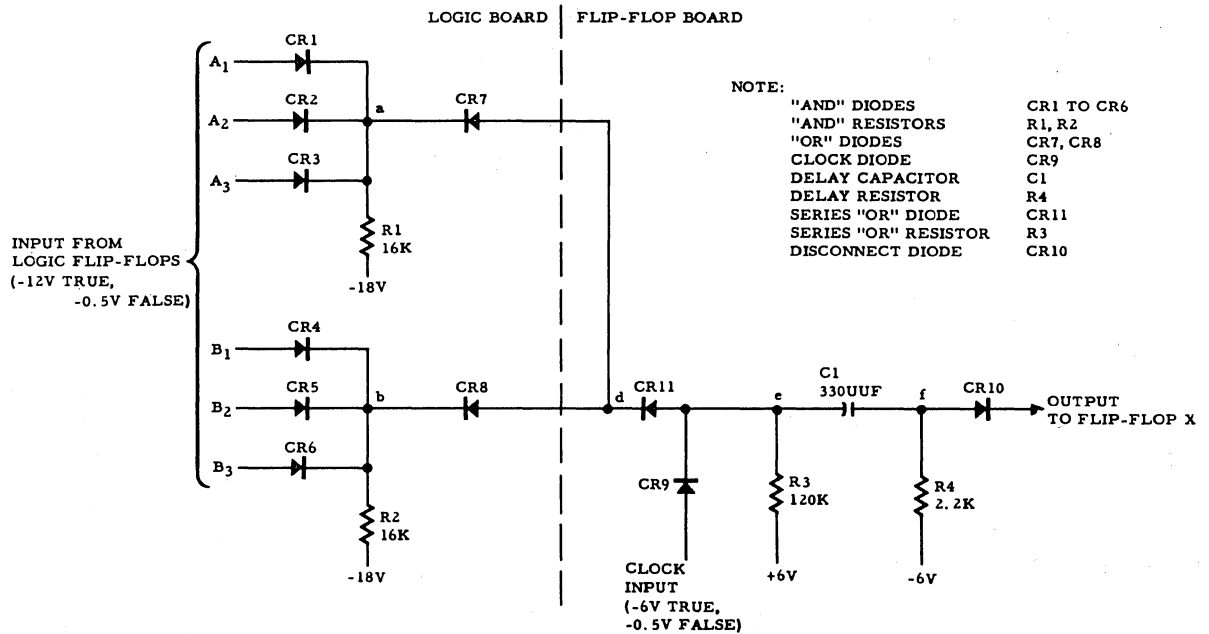 LOGIC BOARD
FLIP-FLOP BOARD
CR1
A1
CR2
A2
a
CR7
CR3
A3
R1
16K
-18V
INPUT FROM
LOGIC FLIP-FLOPS
(-12V TRUE,
-0.5V FALSE)
NOTE:
"AND" DIODES CR1 TO CR6
"AND" RESISTORS R1, R2
"OR" DIODES CR7, CR8
CLOCK DIODE CR9
DELAY CAPACITOR C1
DELAY RESISTOR R4
SERIES "OR" DIODE CR11
SERIES "OR" RESISTOR R3
DISCONNECT DIODE CR10
CR4
B1
CR5
B2
b
CR8
CR6
B3
R2
16K
-18V
d
CR11
e
C1
330UUF
f
CR10
OUTPUT
TO FLIP-FLOP X
CR9
R3
120K
R4
2.2K
CLOCK
INPUT
(-6V TRUE,
-0.5V FALSE)
+6V
-6V